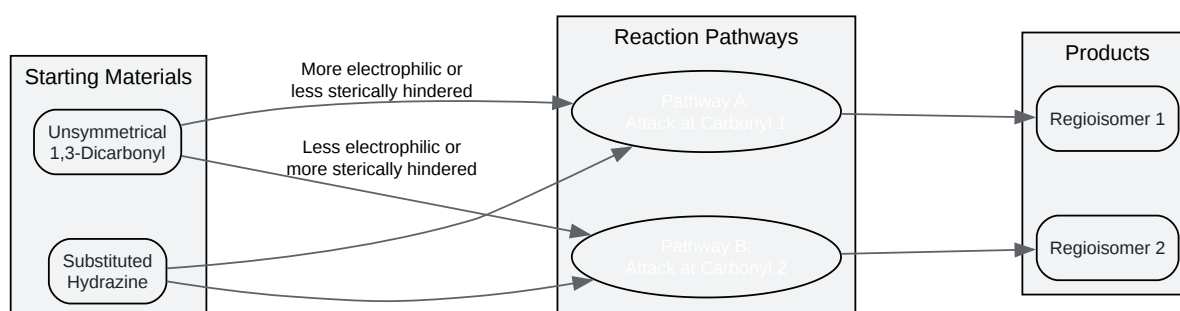 Starting Materials
Unsymmetrical
1,3-Dicarbonyl
Substituted
Hydrazine
More electrophilic or
less sterically hindered
Less electrophilic or
more sterically hindered
Reaction Pathways
Pathway A:
Attack at Carbonyl 1
Pathway B:
Attack at Carbonyl 2
Products
Regioisomer 1
Regioisomer 2